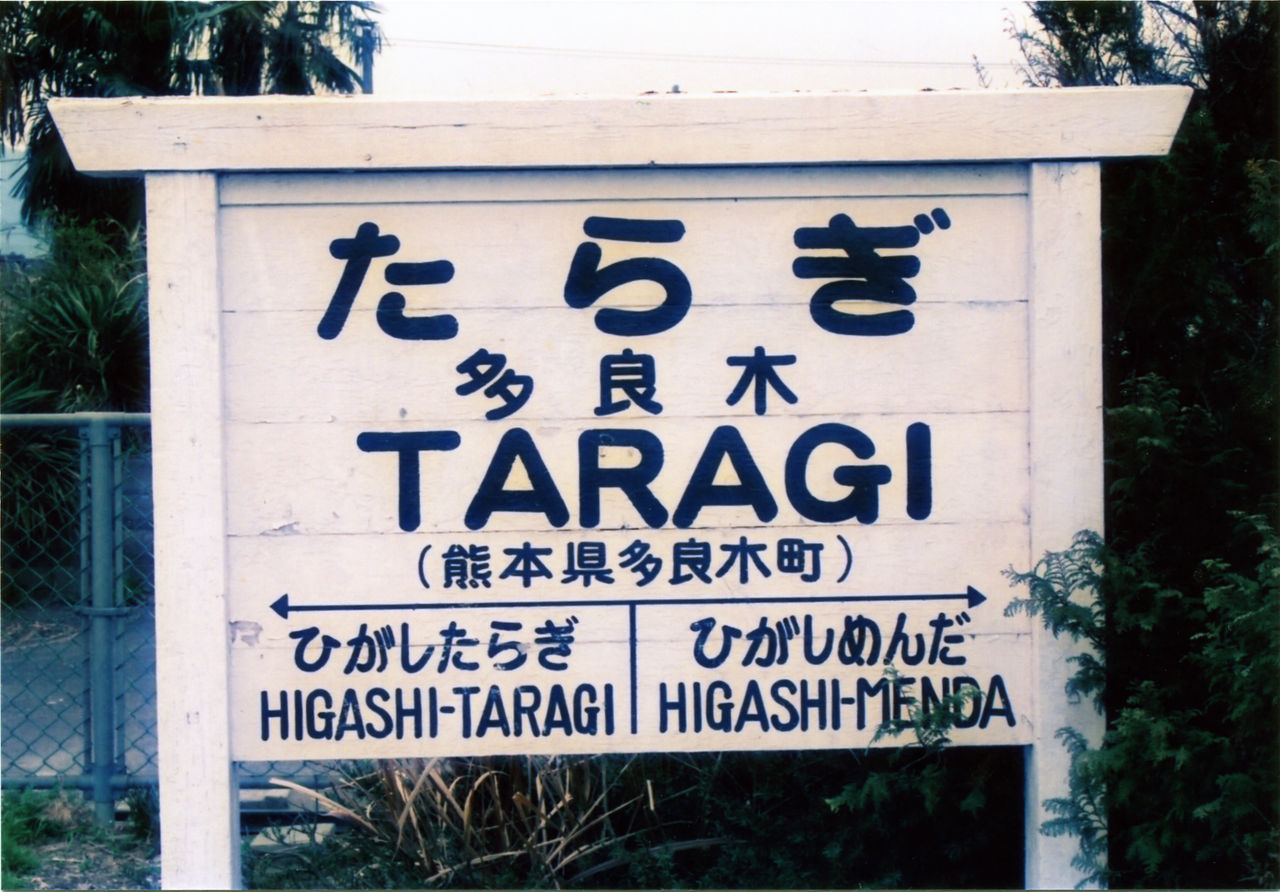 たらぎ
多良木
TARAGI
(熊本県多良木町)
ひがしたらぎ ひがしめんだ
HIGASHI-TARAGI HIGASHI-MENDA